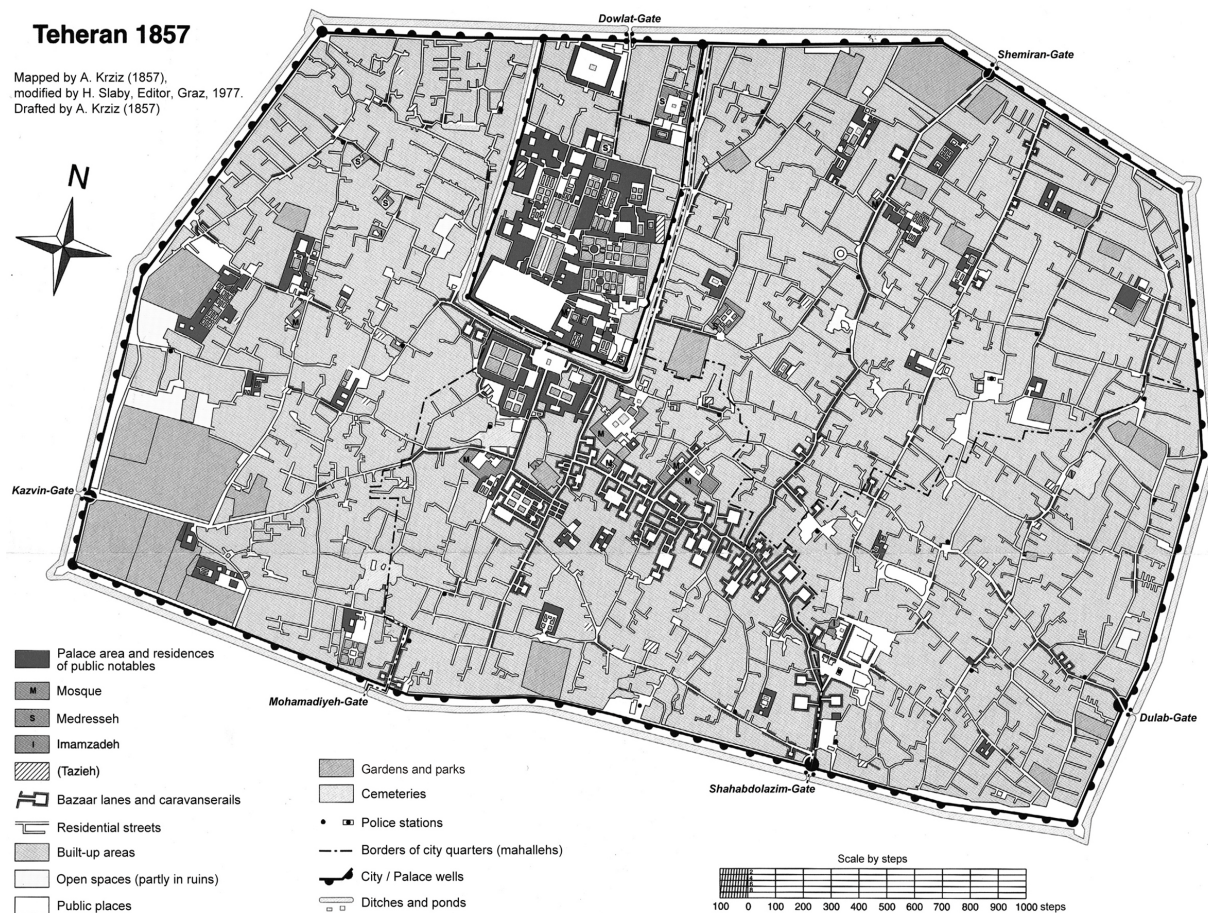 Teheran 1857
Mapped by A. Krziz (1857),
modified by H. Slaby, Editor, Graz, 1977.
Drafted by A. Krziz (1857)
N
Dowlat-Gate
Shemiran-Gate
Kazvin-Gate
Mohamadiyeh-Gate
Shahabdolazim-Gate
Dulab-Gate
S
S
S
S
M
M
M
M
M
M
M
M
Palace area and residences
of public notables
M Mosque
S Medresseh
I Imamzadeh
(Tazieh)
Bazaar lanes and caravanserails
Residential streets
Built-up areas
Open spaces (partly in ruins)
Public places
Gardens and parks
Cemeteries
Police stations
Borders of city quarters (mahallehs)
City / Palace wells
Ditches and ponds
Scale by steps
2
4
6
8
100 0 100 200 300 400 500 600 700 800 900 1000 steps